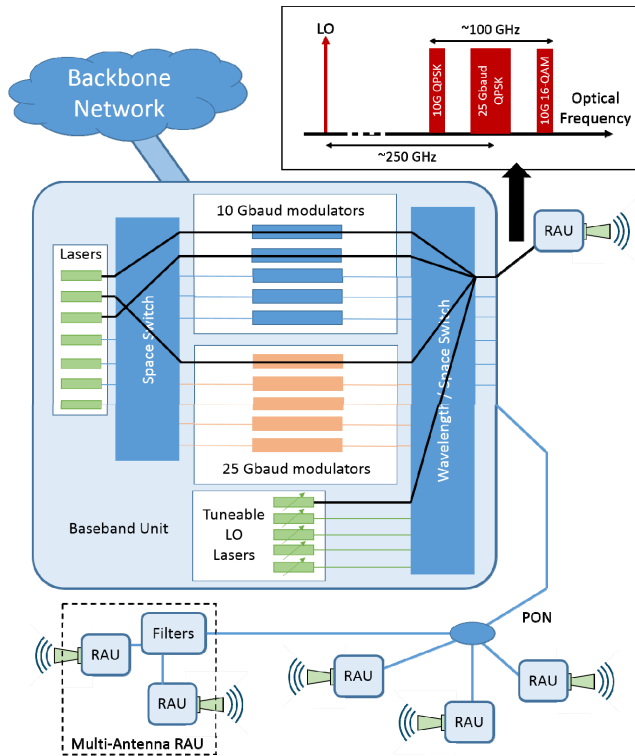 ~100 GHz
LO
10G QPSK
25 Gbaud
QPSK
10G 16-QAM
Optical
Frequency
~250 GHz
Backbone
Network
10 Gbaud modulators
RAU
Lasers
Space Switch
Wavelength / Space Switch
25 Gbaud modulators
Tuneable
LO
Lasers
Baseband Unit
PON
Filters
RAU
RAU
RAU
RAU
RAU
Multi-Antenna RAU